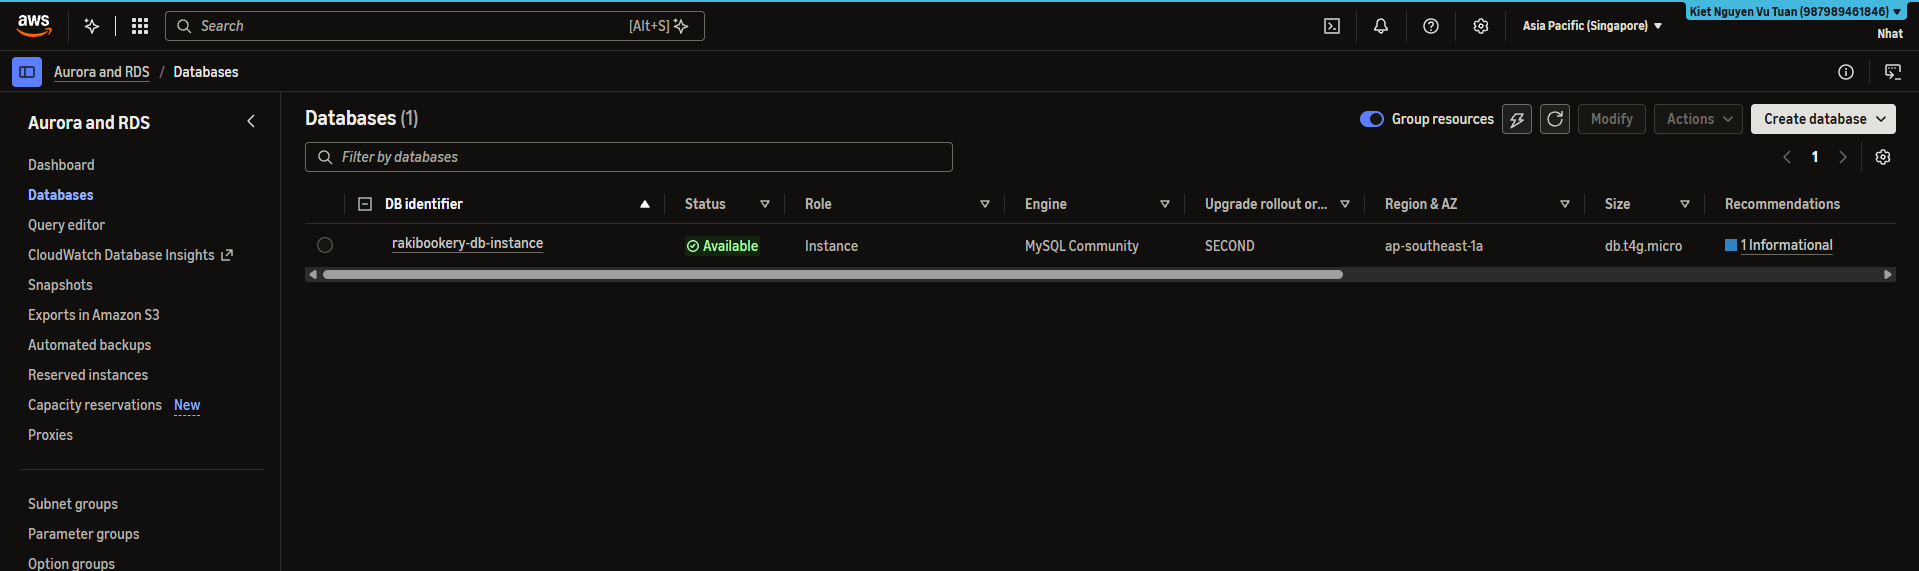 aws
Search [Alt+S]
Asia Pacific (Singapore)
Kiet Nguyen Vu Tuan (987989461846)
Nhat
Aurora and RDS / Databases
Aurora and RDS
Dashboard
Databases
Query editor
CloudWatch Database Insights
Snapshots
Exports in Amazon S3
Automated backups
Reserved instances
Capacity reservations New
Proxies
Subnet groups
Parameter groups
Option groups
Databases (1)
Group resources
Modify
Actions
Create database
Filter by databases
1
DB identifier Status Role Engine Upgrade rollout or... Region & AZ Size Recommendations
rakibookery-db-instance Available Instance MySQL Community SECOND ap-southeast-1a db.t4g.micro 1 Informational